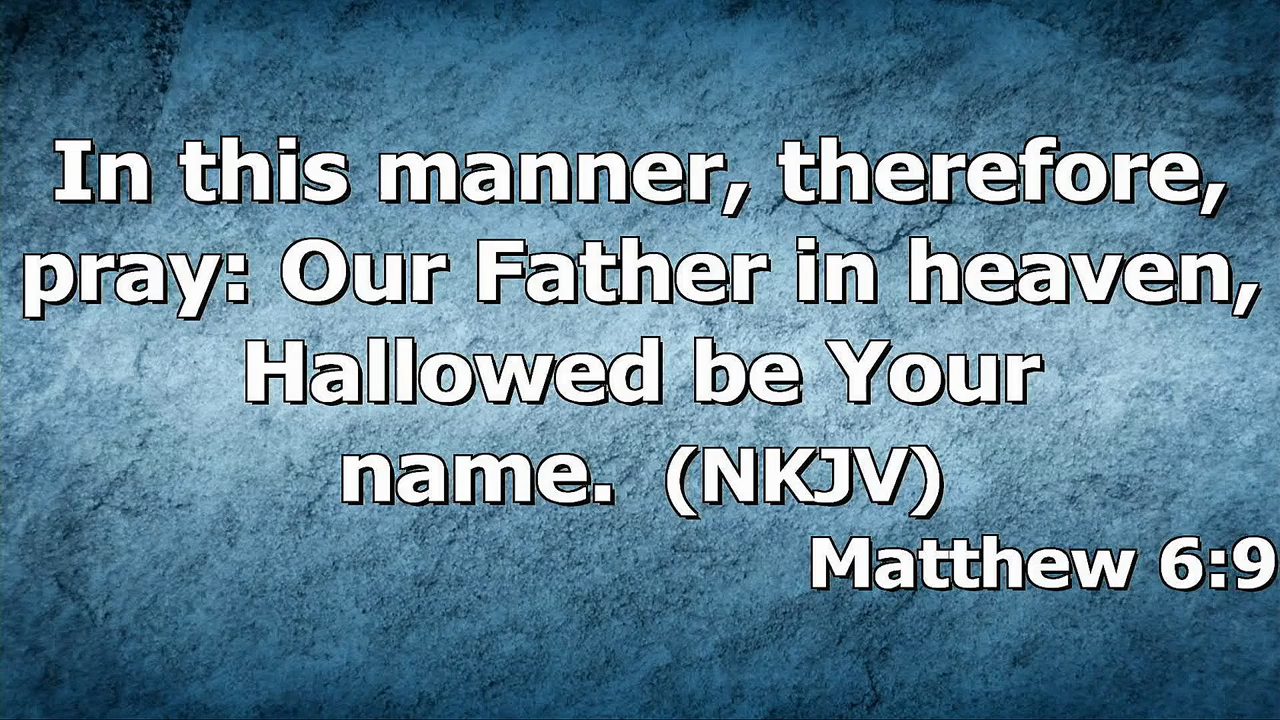 In this manner, therefore,
pray: Our Father in heaven,
Hallowed be Your
name.  (NKJV)
Matthew 6:9